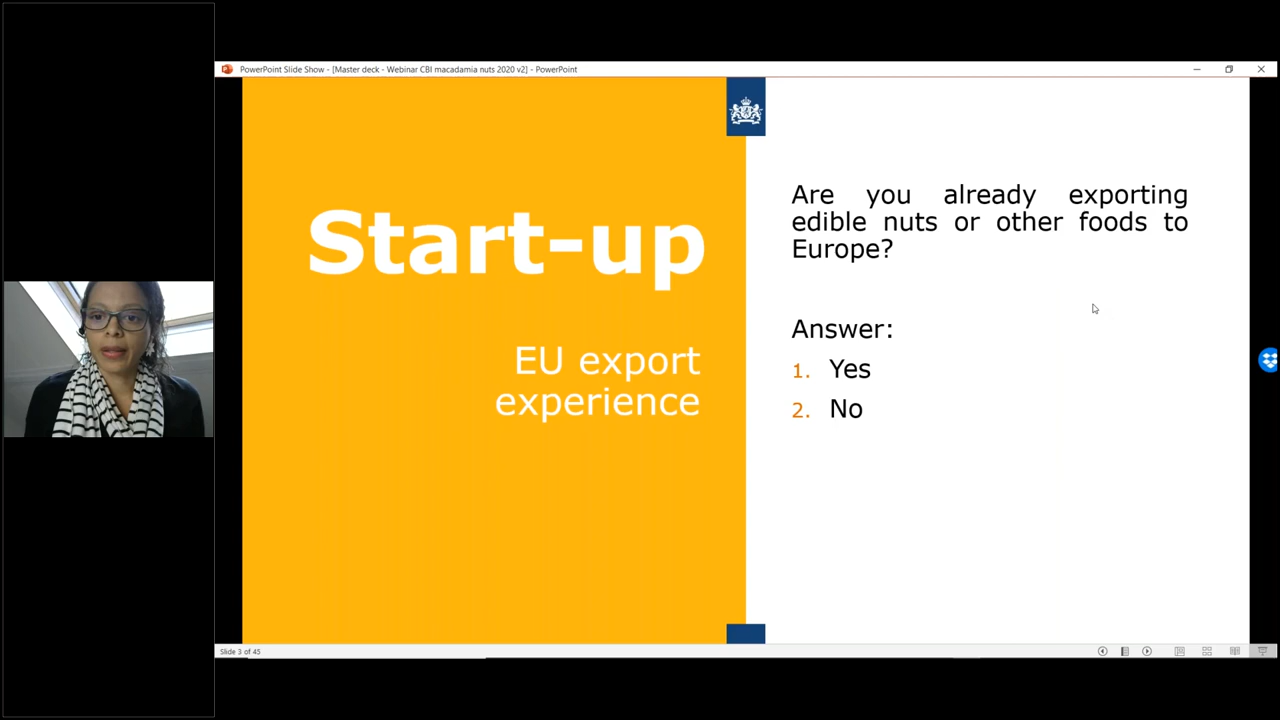 PowerPoint Slide Show - [Master deck - Webinar CBI macadamia nuts 2020 v2] - PowerPoint
Start-up
EU export
experience
Are you already exporting
edible nuts or other foods to
Europe?
Answer:
1. Yes
2. No
Slide 3 of 45